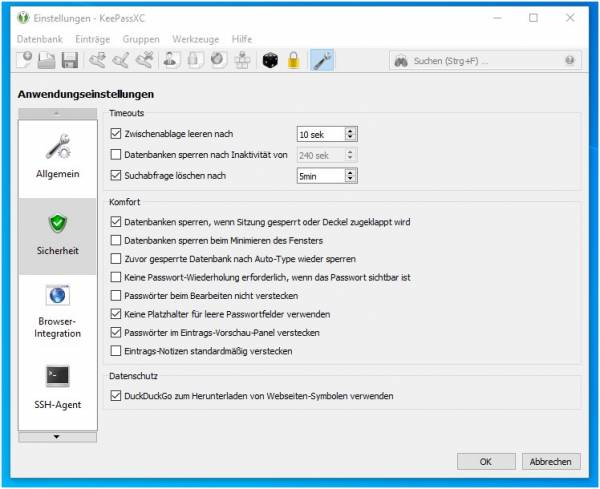 Einstellungen - KeePassXC
Datenbank Einträge Gruppen Werkzeuge Hilfe
Suchen (Strg+F) ...
Anwendungseinstellungen
Allgemein
Sicherheit
Browser-
Integration
SSH-Agent
Timeouts
Zwischenablage leeren nach 10 sek
Datenbanken sperren nach Inaktivität von 240 sek
Suchabfrage löschen nach 5min
Komfort
Datenbanken sperren, wenn Sitzung gesperrt oder Deckel zugeklappt wird
Datenbanken sperren beim Minimieren des Fensters
Zuvor gesperrte Datenbank nach Auto-Type wieder sperren
Keine Passwort-Wiederholung erforderlich, wenn das Passwort sichtbar ist
Passwörter beim Bearbeiten nicht verstecken
Keine Platzhalter für leere Passwortfelder verwenden
Passwörter im Eintrags-Vorschau-Panel verstecken
Eintrags-Notizen standardmäßig verstecken
Datenschutz
DuckDuckGo zum Herunterladen von Webseiten-Symbolen verwenden
OK Abbrechen